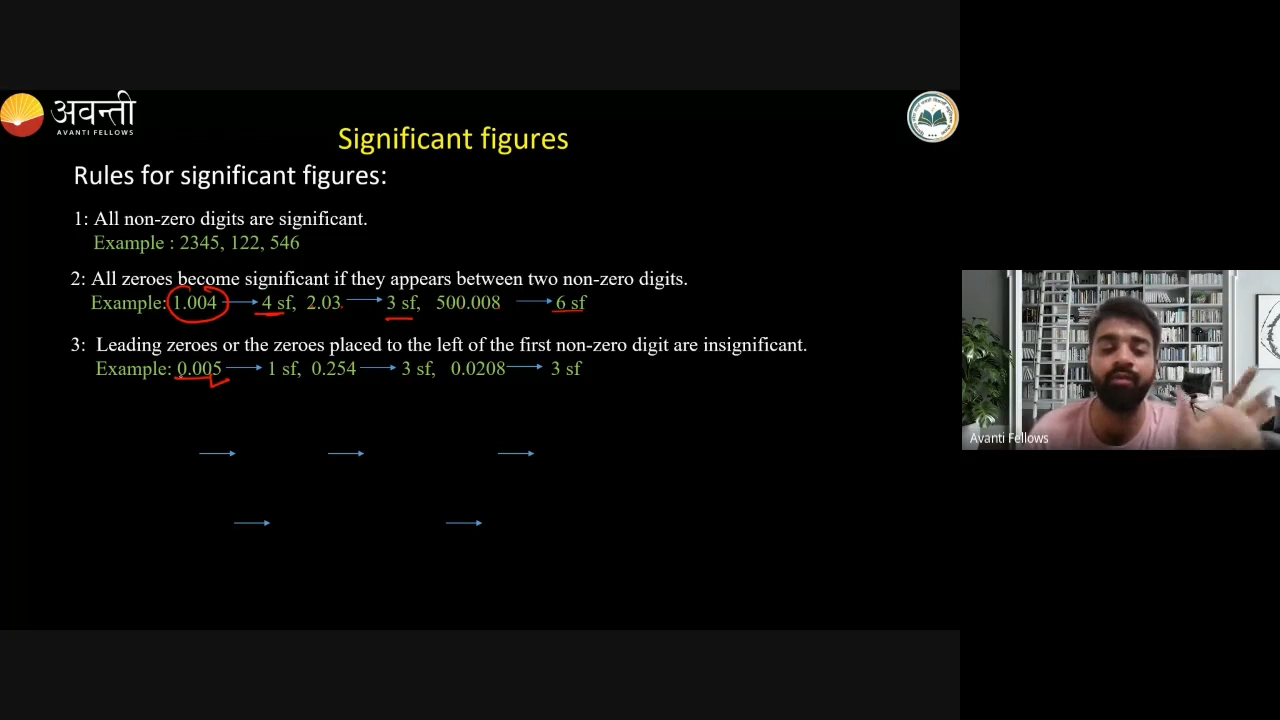 अवन्ती
AVANTI FELLOWS
Significant figures
Rules for significant figures:
1: All non-zero digits are significant.
Example : 2345, 122, 546
2: All zeroes become significant if they appears between two non-zero digits.
Example: 1.004 → 4 sf, 2.03 → 3 sf, 500.008 → 6 sf
3: Leading zeroes or the zeroes placed to the left of the first non-zero digit are insignificant.
Example: 0.005 → 1 sf, 0.254 → 3 sf, 0.0208 → 3 sf
Avanti Fellows